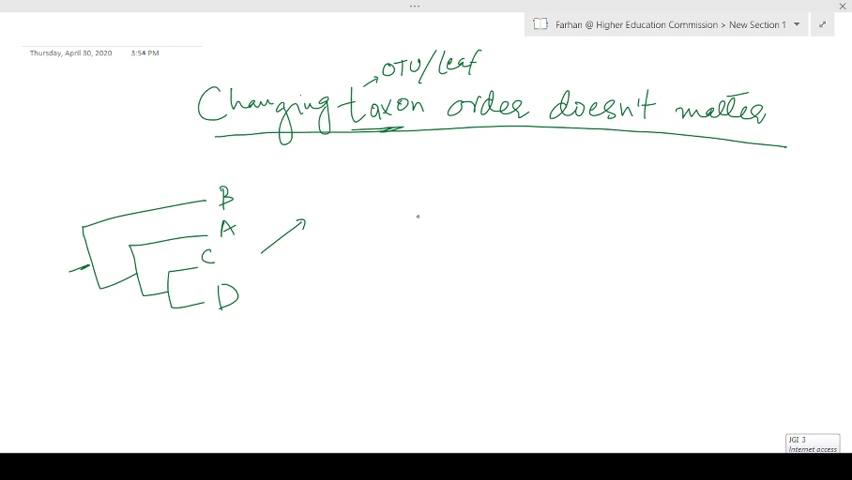 Farhan @ Higher Education Commission > New Section 1
Thursday, April 30, 2020 3:54 PM
OTU/leaf
Changing taxon order doesn't matter
B
A
C
D
JGI 3
Internet access